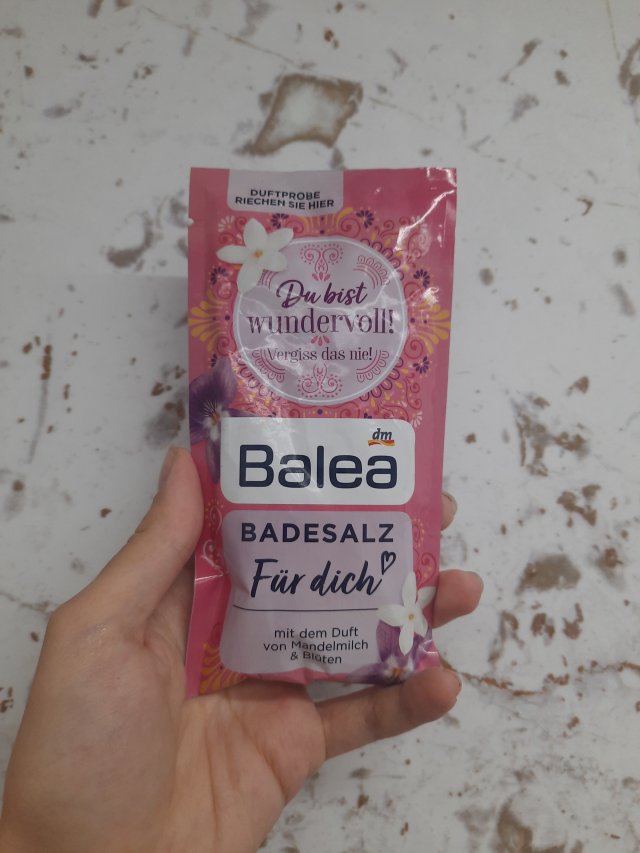 DUFTPROBE
RIECHEN SIE HIER
Du bist
wundervoll!
Vergiss das nie!
dm
Balea
BADESALZ
Für dich
mit dem Duft
von Mandelmilch
& Blüten